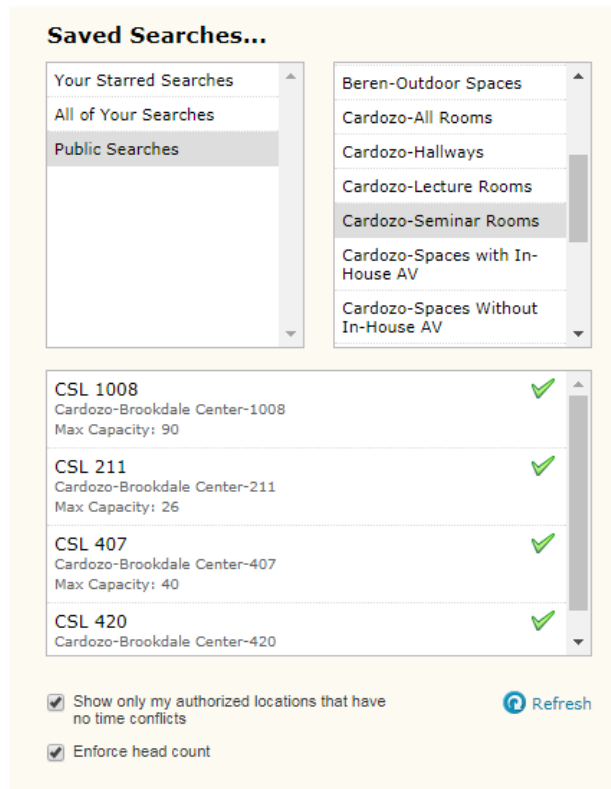 Saved Searches...
Your Starred Searches
All of Your Searches
Public Searches
Beren-Outdoor Spaces
Cardozo-All Rooms
Cardozo-Hallways
Cardozo-Lecture Rooms
Cardozo-Seminar Rooms
Cardozo-Spaces with In-
House AV
Cardozo-Spaces Without
In-House AV
CSL 1008
Cardozo-Brookdale Center-1008
Max Capacity: 90
CSL 211
Cardozo-Brookdale Center-211
Max Capacity: 26
CSL 407
Cardozo-Brookdale Center-407
Max Capacity: 40
CSL 420
Cardozo-Brookdale Center-420
Show only my authorized locations that have
no time conflicts
Refresh
Enforce head count